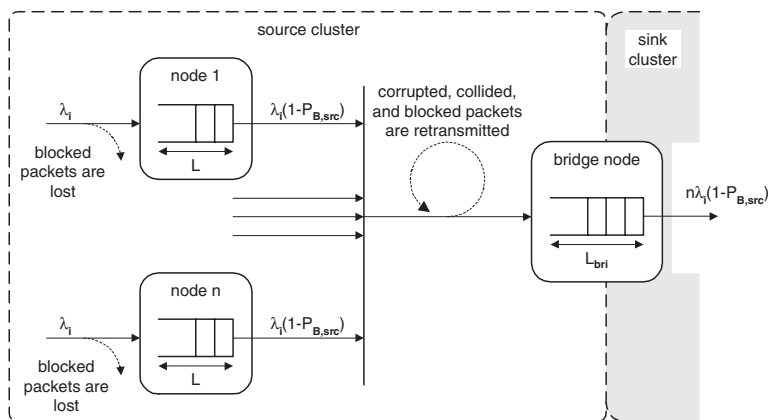 source cluster
sink
cluster
node 1
λi
λi(1-PB,src)
L
blocked
packets are
lost
corrupted, collided,
and blocked packets
are retransmitted
bridge node
nλi(1-PB,src)
Lbri
node n
λi
λi(1-PB,src)
L
blocked
packets are
lost